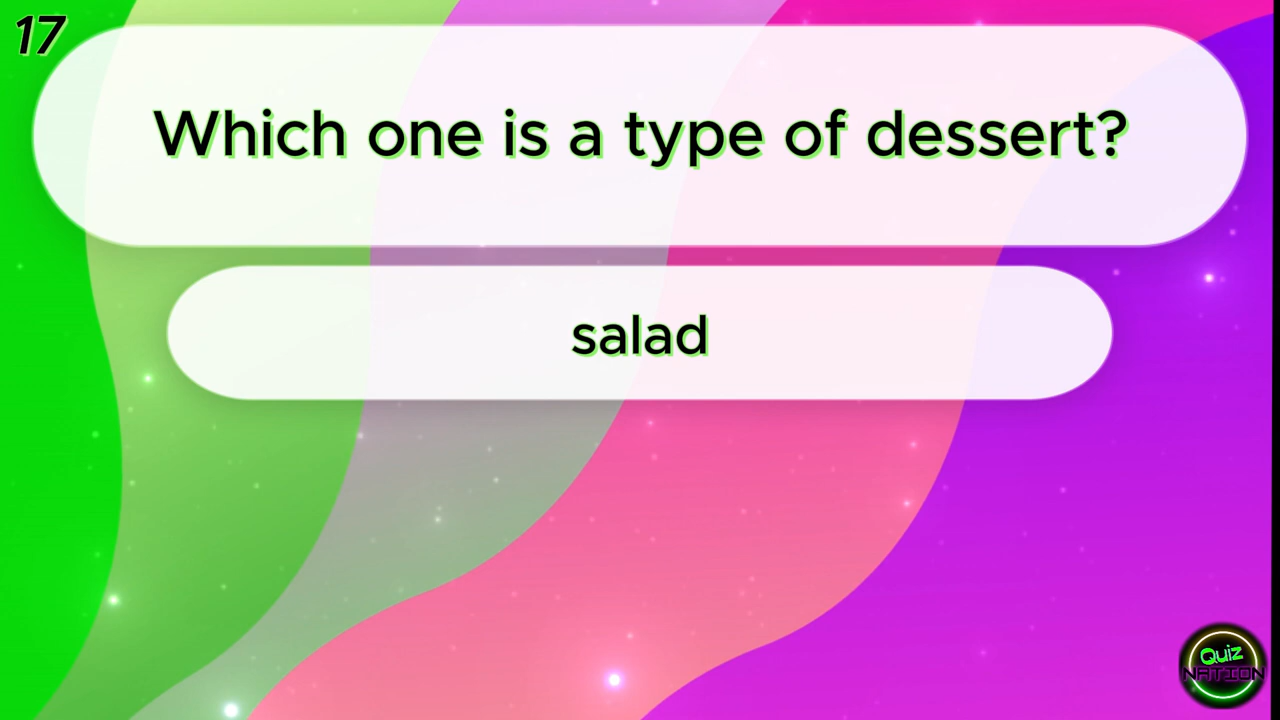 17
Which one is a type of dessert?
salad
Quiz
NATION